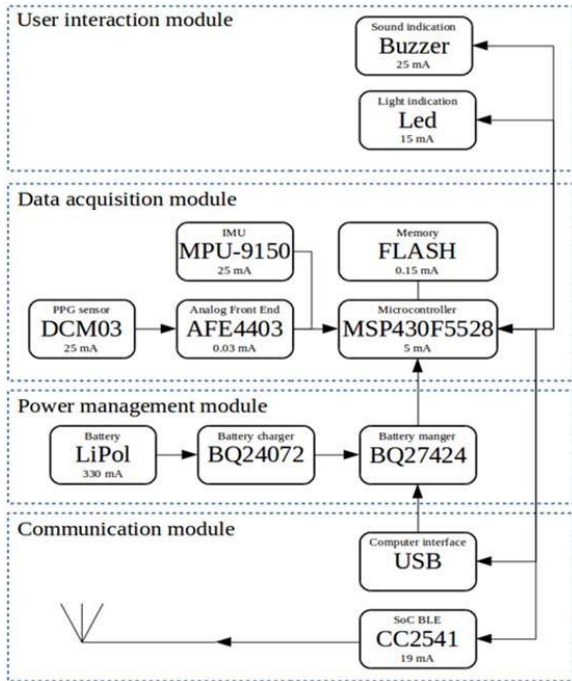 User interaction module
Sound indication
Buzzer
25 mA
Light indication
Led
15 mA
Data acquisition module
IMU
MPU-9150
25 mA
Memory
FLASH
0.15 mA
PPG sensor
DCM03
25 mA
Analog Front End
AFE4403
0.03 mA
Microcontroller
MSP430F5528
5 mA
Power management module
Battery
LiPol
330 mA
Battery charger
BQ24072
Battery manger
BQ27424
Communication module
Computer interface
USB
SoC BLE
CC2541
19 mA